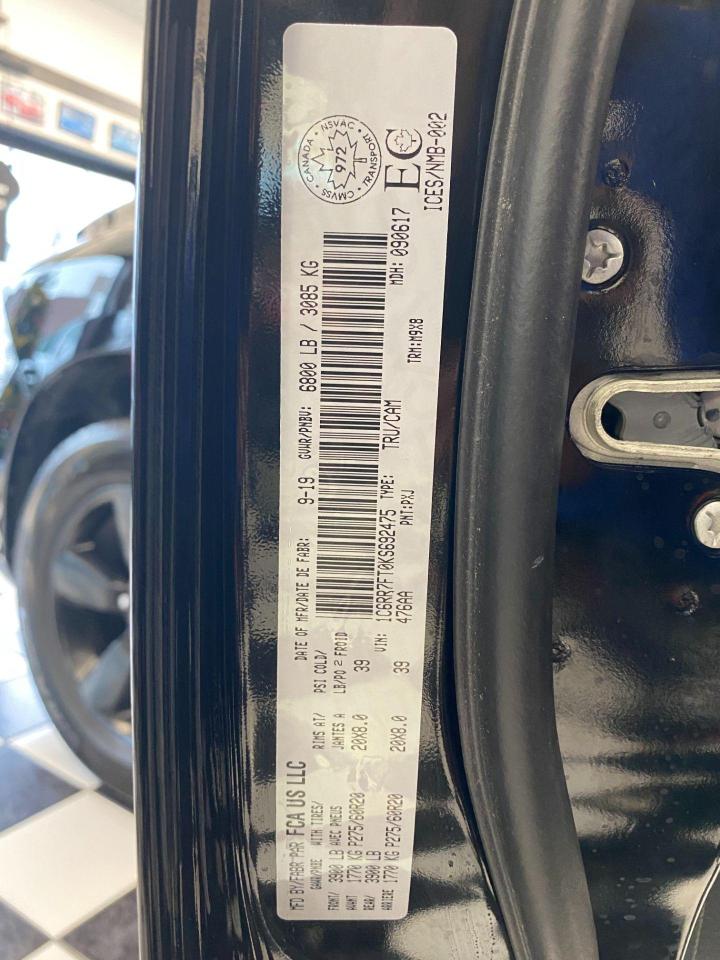 MFD BY/FABR PAR FCA US LLC
DATE OF MFR/DATE DE FABR: 9-19 GVWR/PNBV: 6800 LB / 3085 KG
GAWR/PNBE WITH TIRES/ RIMS AT/ PSI COLD/
FRONT/ 3900 LB AVEC PNEUS JANTES A LB/PO 2 FROID
AVANT 1770 KG P275/60R20 20X8.0 39
REAR/ 3900 LB
ARRIERE 1770 KG P275/60R20 20X8.0 39
VIN: 1C6RR7FT0KS692475 TYPE: TRU/CAM MDH: 090617
476AA PNT:PXJ TRM:M9X8
CANADA · NSVAC · TRANSPORT · CMVSS
972
EC
ICES/NMB-002